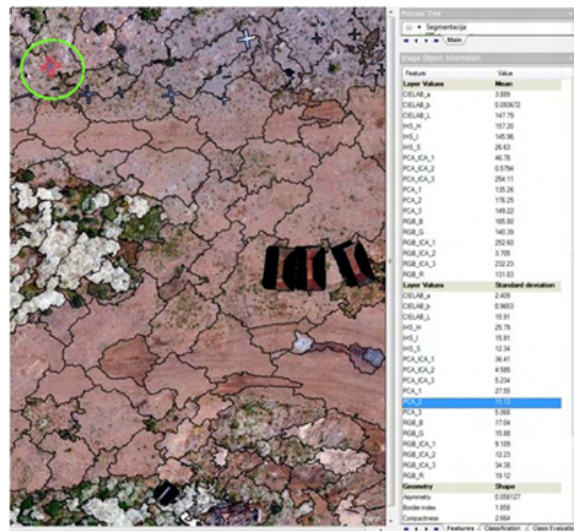 Process Tree
Segmentacija
Main
Image Object Information
Feature Value
Layer Values Mean
CIELAB_a 3.889
CIELAB_b 0.093672
CIELAB_L 147.79
IHS_H 157.20
IHS_I 145.96
IHS_S 26.63
PCA_ICA_1 46.78
PCA_ICA_2 0.5794
PCA_ICA_3 254.11
PCA_1 135.26
PCA_2 176.25
PCA_3 149.22
RGB_B 165.80
RGB_G 140.39
RGB_ICA_1 252.60
RGB_ICA_2 3.705
RGB_ICA_3 232.23
RGB_R 131.83
Layer Values Standard deviation
CIELAB_a 2.409
CIELAB_b 0.9653
CIELAB_L 15.91
IHS_H 25.79
IHS_I 15.91
IHS_S 12.34
PCA_ICA_1 36.41
PCA_ICA_2 4.585
PCA_ICA_3 5.234
PCA_1 27.55
PCA_2 11.13
PCA_3 5.068
RGB_B 17.04
RGB_G 15.88
RGB_ICA_1 9.189
RGB_ICA_2 12.23
RGB_ICA_3 34.38
RGB_R 19.12
Geometry Shape
Asymmetry 0.058127
Border index 1.858
Compactness 2.664
Features Classification Class Evaluation